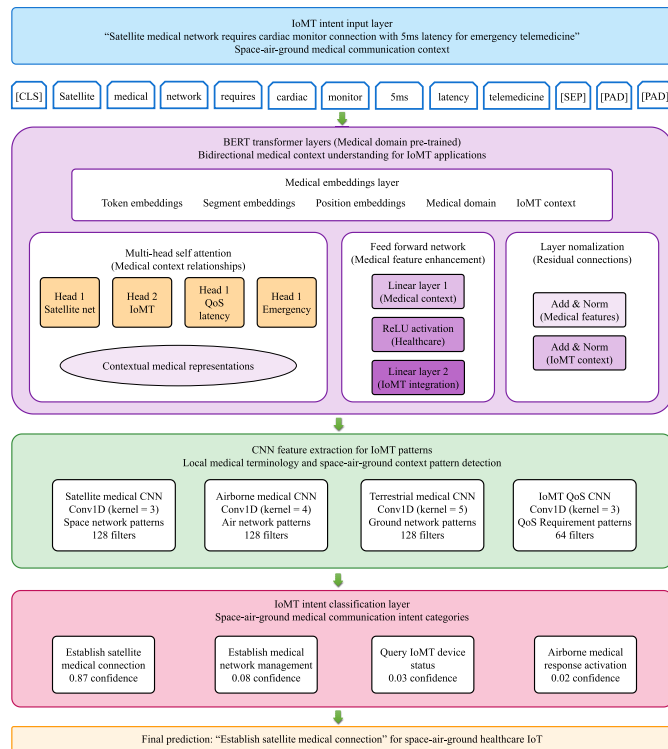 IoMT intent input layer
"Satellite medical network requires cardiac monitor connection with 5ms latency for emergency telemedicine"
Space-air-ground medical communication context
[CLS] Satellite medical network requires cardiac monitor 5ms latency telemedicine [SEP] [PAD] [PAD]
BERT transformer layers (Medical domain pre-trained)
Bidirectional medical context understanding for IoMT applications
Medical embeddings layer
Token embeddings Segment embeddings Position embeddings Medical domain IoMT context
Multi-head self attention
(Medical context relationships)
Head 1
Satellite net
Head 2
IoMT
Head 1
QoS
latency
Head 1
Emergency
Contextual medical representations
Feed forward network
(Medical feature enhancement)
Linear layer 1
(Medical context)
ReLU activation
(Healthcare)
Linear layer 2
(IoMT integration)
Layer nomalization
(Residual connections)
Add & Norm
(Medical features)
Add & Norm
(IoMT context)
CNN feature extraction for IoMT patterns
Local medical terminology and space-air-ground context pattern detection
Satellite medical CNN
Conv1D (kernel = 3)
Space network patterns
128 filters
Airborne medical CNN
Conv1D (kernel = 4)
Air network patterns
128 filters
Terrestrial medical CNN
Conv1D (kernel = 5)
Ground network patterns
128 filters
IoMT QoS CNN
Conv1D (kernel = 3)
QoS Requirement patterns
64 filters
IoMT intent classification layer
Space-air-ground medical communication intent categories
Establish satellite
medical connection
0.87 confidence
Establish medical
network management
0.08 confidence
Query IoMT device
status
0.03 confidence
Airborne medical
response activation
0.02 confidence
Final prediction: "Establish satellite medical connection" for space-air-ground healthcare IoT